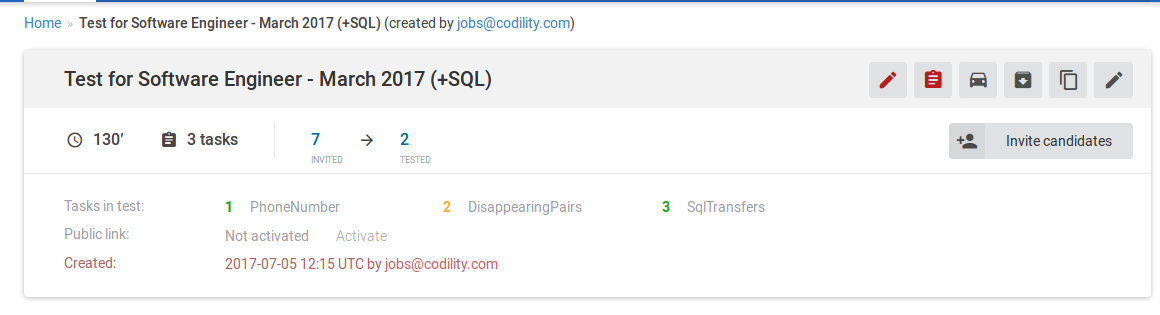 Home » Test for Software Engineer - March 2017 (+SQL) (created by jobs@codility.com)
Test for Software Engineer - March 2017 (+SQL)
130’ 3 tasks 7 → 2 Invite candidates
INVITED TESTED
Tasks in test: 1 PhoneNumber 2 DisappearingPairs 3 SqlTransfers
Public link: Not activated Activate
Created: 2017-07-05 12:15 UTC by jobs@codility.com